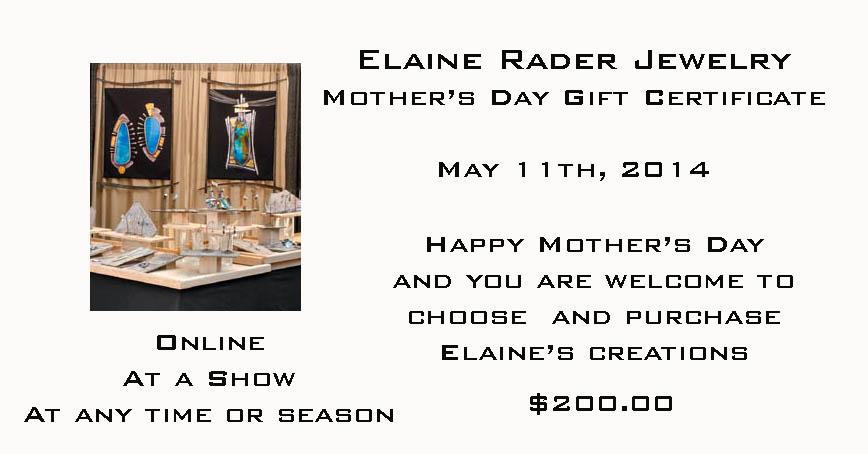 Elaine Rader Jewelry
Mother's Day Gift Certificate
May 11th, 2014
Happy Mother's Day
and you are welcome to
choose and purchase
Elaine's creations
$200.00
Online
At a Show
At any time or season